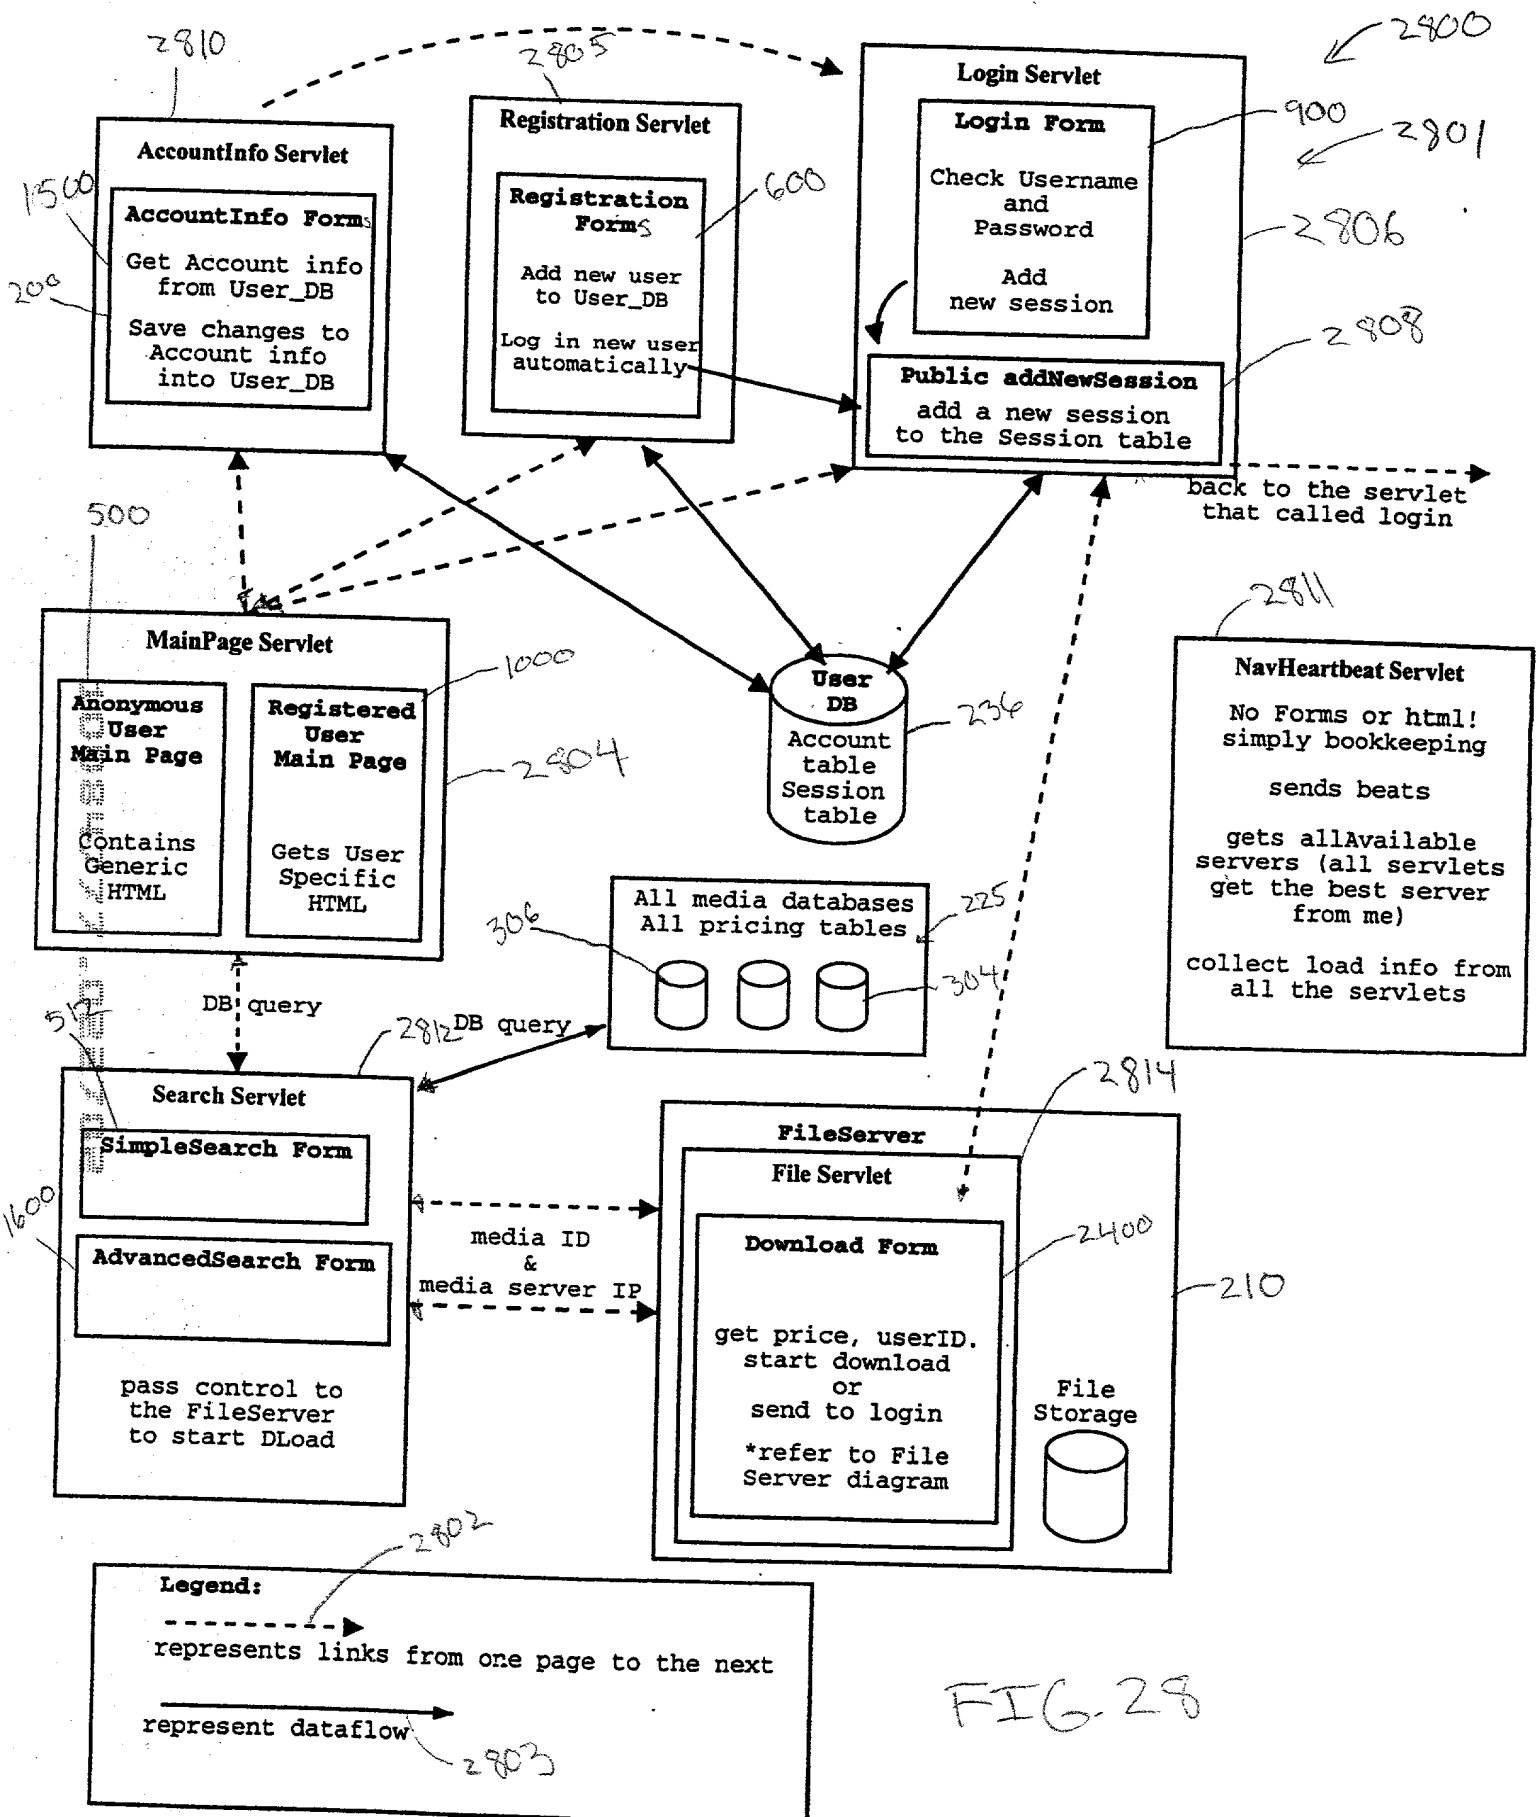 2800
2810
2805
Login Servlet
Login Form
900
2801
Registration Servlet
AccountInfo Servlet
Check Username
and
Password
1500
Registration
Forms
600
2806
AccountInfo Forms
Get Account info
from User_DB
200
Add new user
to User_DB
Add
new session
Save changes to
Account info
into User_DB
Log in new user
automatically
2808
Public addNewSession
add a new session
to the Session table
back to the servlet
that called login
500
2811
MainPage Servlet
1000
Anonymous
User
Main Page
Registered
User
Main Page
2804
Contains
Generic
HTML
Gets User
Specific
HTML
User
DB
236
Account
table
Session
table
NavHeartbeat Servlet
No Forms or html!
simply bookkeeping
sends beats
gets allAvailable
servers (all servlets
get the best server
from me)
collect load info from
all the servlets
All media databases
All pricing tables
225
306
304
DB query
512
2812
DB query
Search Servlet
SimpleSearch Form
1600
AdvancedSearch Form
pass control to
the FileServer
to start DLoad
media ID
&
media server IP
2814
FileServer
File Servlet
Download Form
2400
210
get price, userID.
start download
or
send to login
*refer to File
Server diagram
File
Storage
2802
Legend:
represents links from one page to the next
represent dataflow
2803
FIG. 28